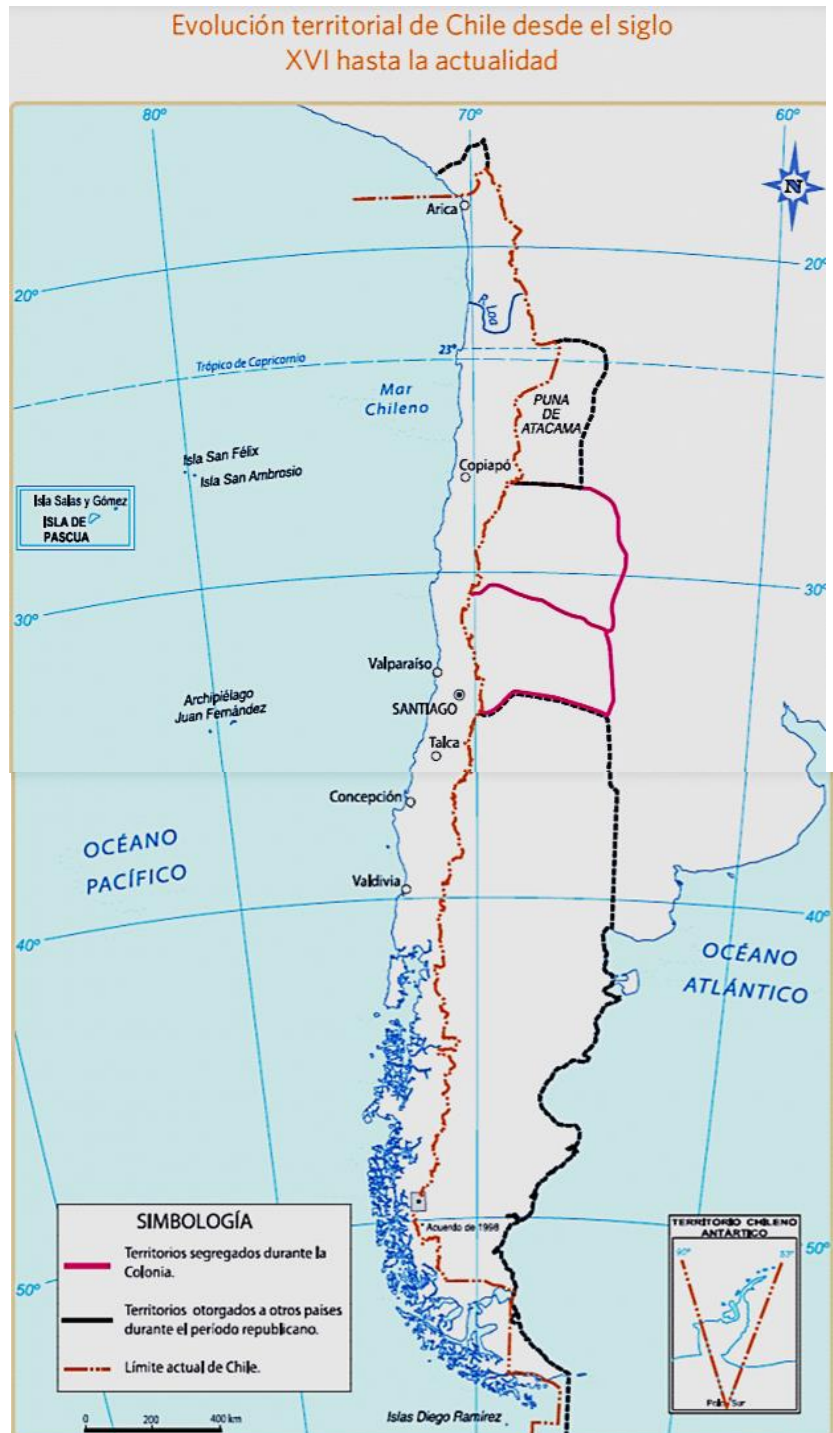 Evolución territorial de Chile desde el siglo
XVI hasta la actualidad
80°
70°
60°
N
Arica
20°
20°
R. Loa
23°
Trópico de Capricornio
Mar
Chileno
PUNA
DE
ATACAMA
Isla San Félix
Isla San Ambrosio
Copiapó
Isla Salas y Gómez
ISLA DE
PASCUA
30°
30°
Valparaíso
Archipiélago
Juan Fernández
SANTIAGO
Talca
Concepción
OCÉANO
PACÍFICO
Valdivia
40°
40°
OCÉANO
ATLÁNTICO
SIMBOLOGÍA
Territorios segregados durante la
Colonia.
Territorios otorgados a otros países
durante el período republicano.
Límite actual de Chile.
0 200 400 km
Acuerdo de 1998
50°
50°
TERRITORIO CHILENO
ANTÁRTICO
90°
53°
Polo Sur
Islas Diego Ramírez